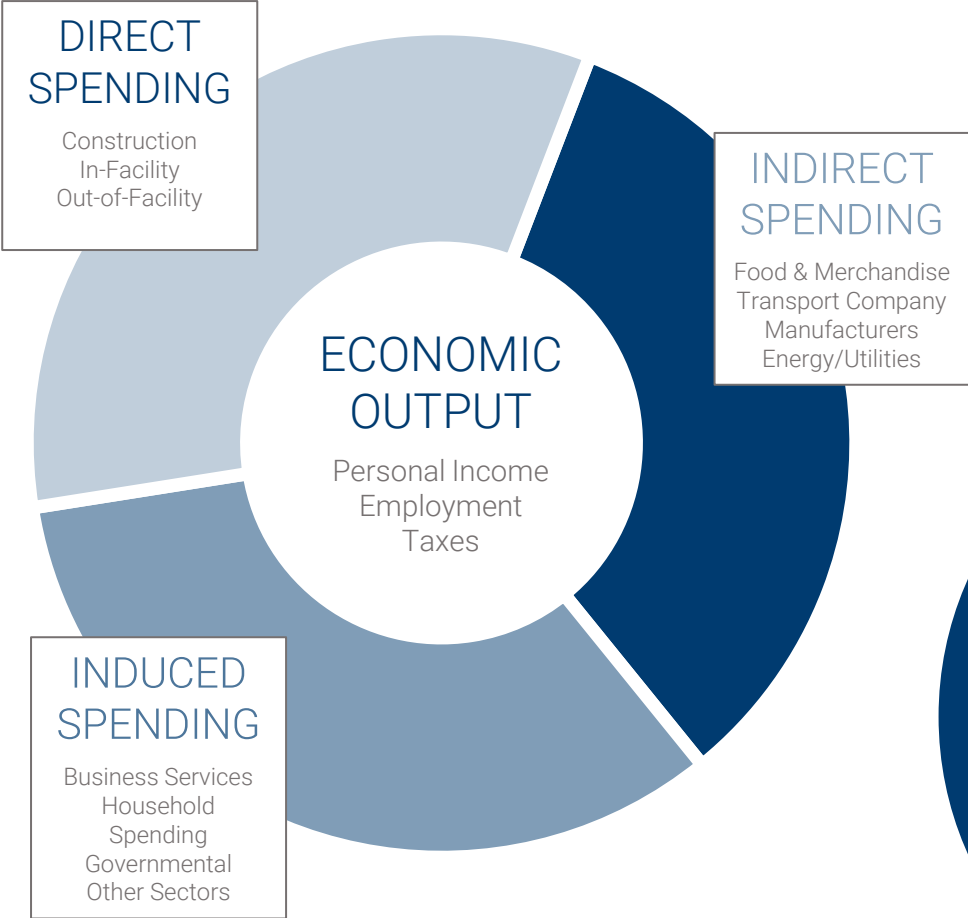 DIRECT
SPENDING
Construction
In-Facility
Out-of-Facility
INDIRECT
SPENDING
Food & Merchandise
Transport Company
Manufacturers
Energy/Utilities
ECONOMIC
OUTPUT
Personal Income
Employment
Taxes
INDUCED
SPENDING
Business Services
Household
Spending
Governmental
Other Sectors